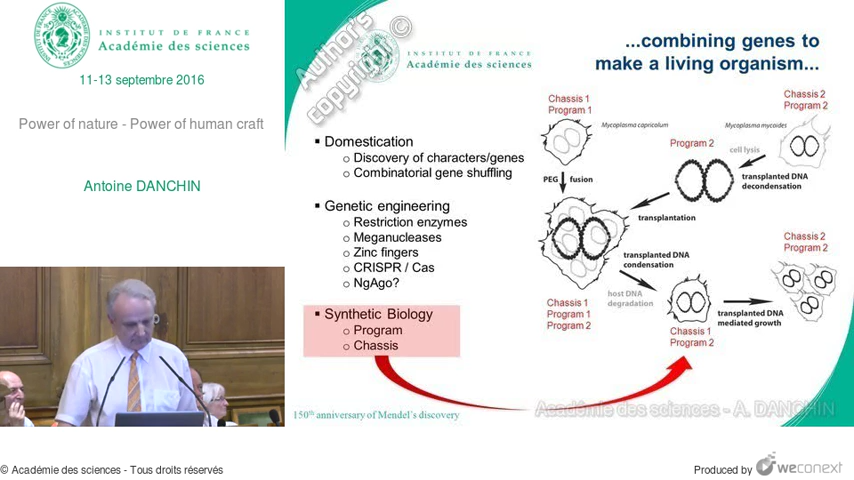 INSTITUT DE FRANCE
Académie des sciences
11-13 septembre 2016
Power of nature - Power of human craft
Antoine DANCHIN
Author's
copyright ©
INSTITUT DE FRANCE
Académie des sciences
...combining genes to
make a living organism...
▪ Domestication
o Discovery of characters/genes
o Combinatorial gene shuffling
▪ Genetic engineering
o Restriction enzymes
o Meganucleases
o Zinc fingers
o CRISPR / Cas
o NgAgo?
▪ Synthetic Biology
o Program
o Chassis
Chassis 1
Program 1
Mycoplasma capricolum
Mycoplasma mycoides
Chassis 2
Program 2
Program 2
cell lysis
transplanted DNA
decondensation
PEG
fusion
transplantation
transplanted DNA
condensation
host DNA
degradation
Chassis 1
Program 1
Program 2
Chassis 1
Program 2
transplanted DNA
mediated growth
Chassis 2
Program 2
150th anniversary of Mendel's discovery
Académie des sciences - A. DANCHIN
© Académie des sciences - Tous droits réservés
Produced by weconext